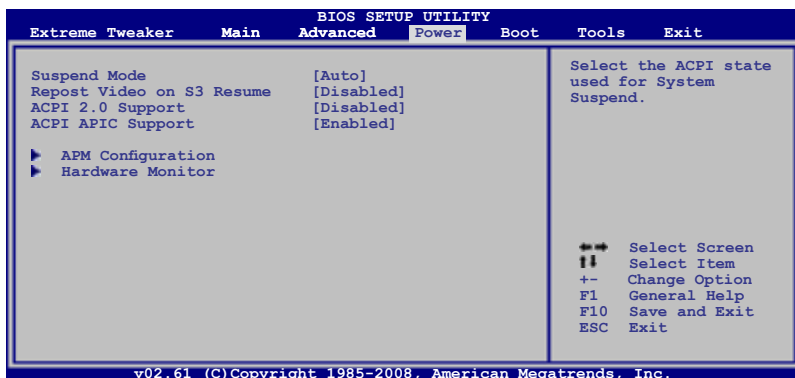 BIOS SETUP UTILITY
Extreme Tweaker Main Advanced Power Boot Tools Exit
Suspend Mode [Auto]
Repost Video on S3 Resume [Disabled]
ACPI 2.0 Support [Disabled]
ACPI APIC Support [Enabled]
APM Configuration
Hardware Monitor
Select the ACPI state
used for System
Suspend.
Select Screen
Select Item
+- Change Option
F1 General Help
F10 Save and Exit
ESC Exit
v02.61 (C)Copyright 1985-2008, American Megatrends, Inc.